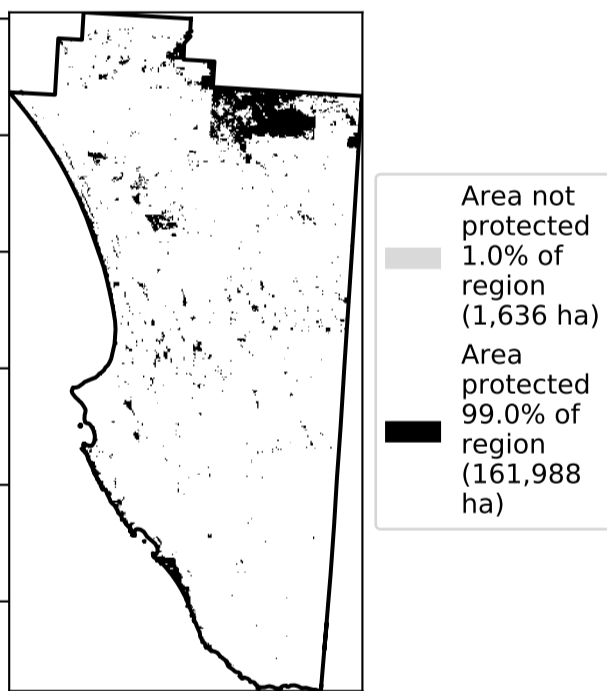 Area not
protected
1.0% of
region
(1,636 ha)
Area
protected
99.0% of
region
(161,988
ha)